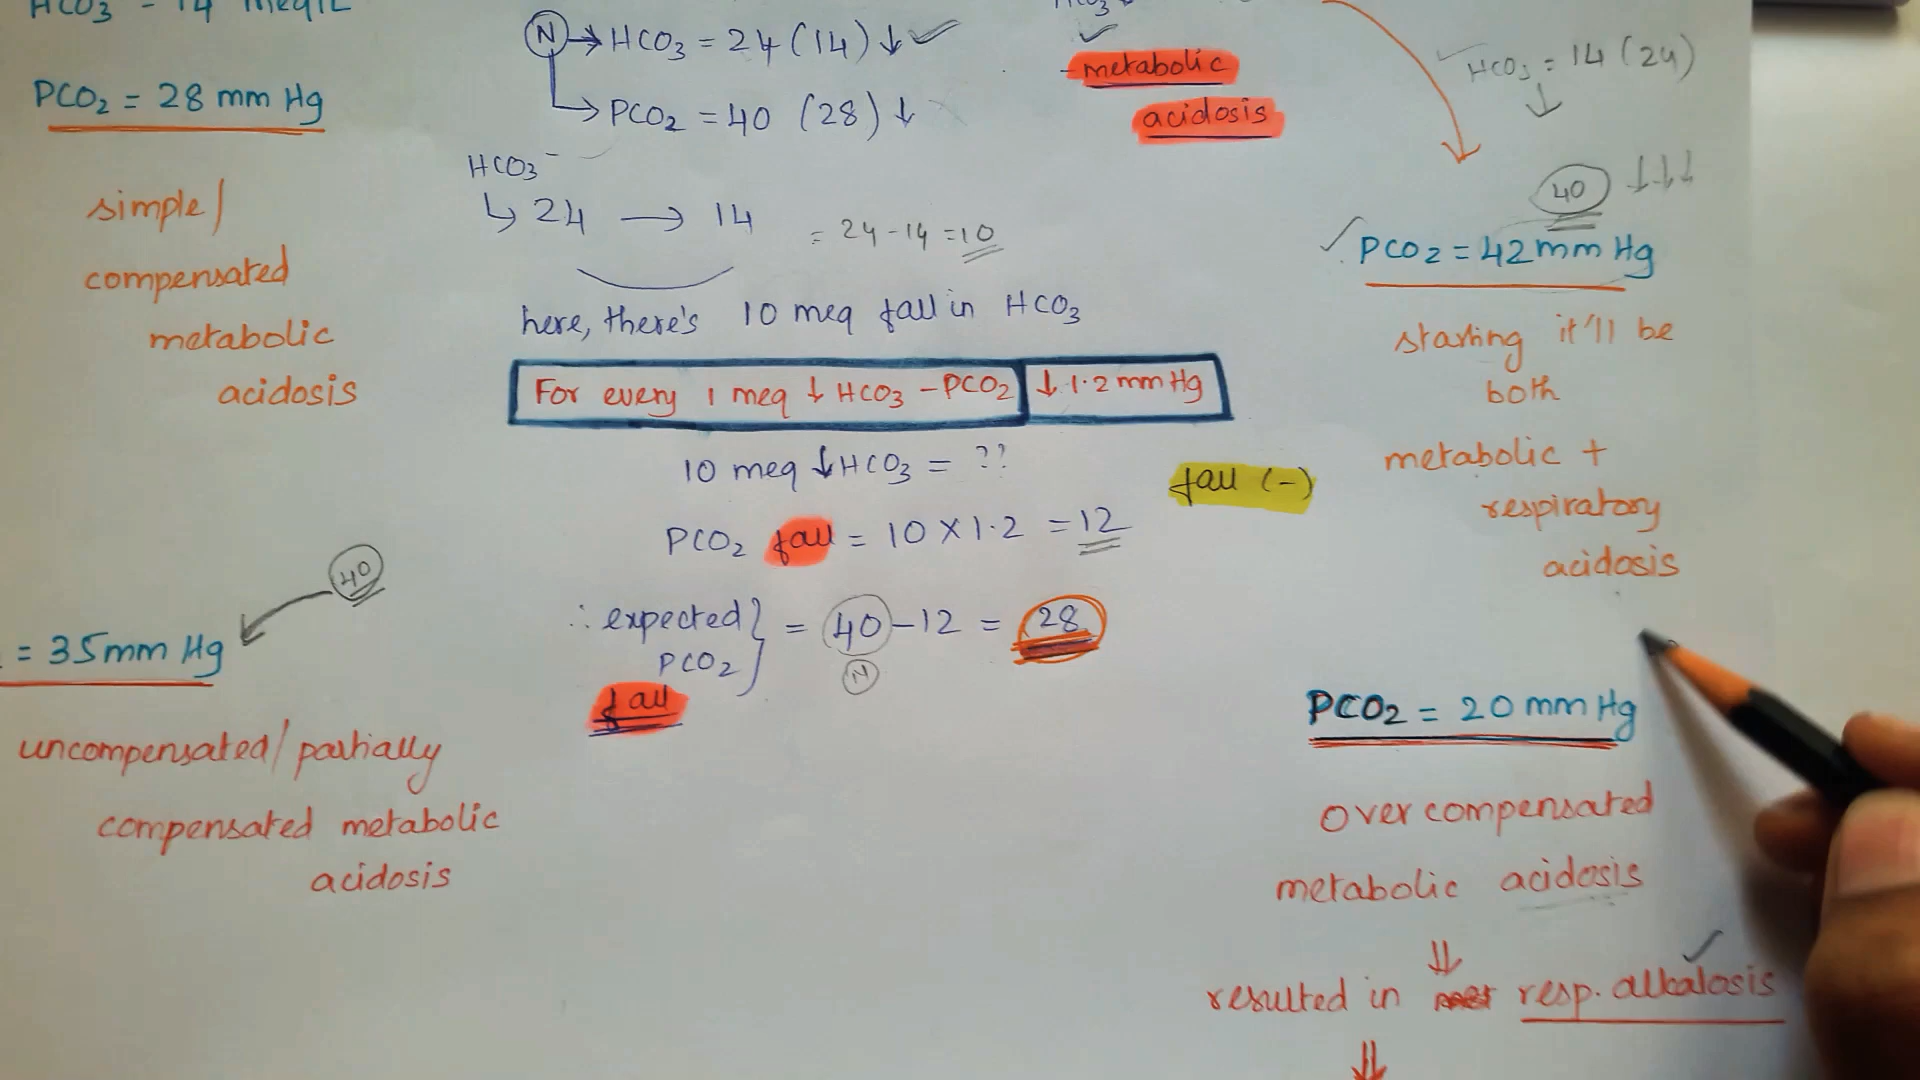 HCO3 - 14 meq/L
PCO2 = 28 mm Hg
simple/
compensated
metabolic
acidosis
= 35mm Hg
40
uncompensated/partially
compensated metabolic
acidosis
N → HCO3 = 24 (14) ↓ ✓
→ PCO2 = 40 (28) ↓
HCO3⁻
↳ 24 → 14
= 24-14 = 10
here, there's 10 meq fall in HCO3
For every 1 meq ↓ HCO3 - PCO2 ↓ 1.2 mm Hg
10 meq ↓ HCO3 = ??
fall (-)
PCO2 fall = 10 X 1.2 = 12
∴ expected } = 40 - 12 = 28
PCO2
N
fall
HCO3 ↓
✓
- metabolic
acidosis
✓ HCO3 = 14 (24)
↓
40 ↓↓↓
✓ PCO2 = 42 mm Hg
starting it'll be
both
metabolic +
respiratory
acidosis
PCO2 = 20 mm Hg
over compensated
metabolic acidosis
⇓
resulted in resp. alkalosis ✓
⇓